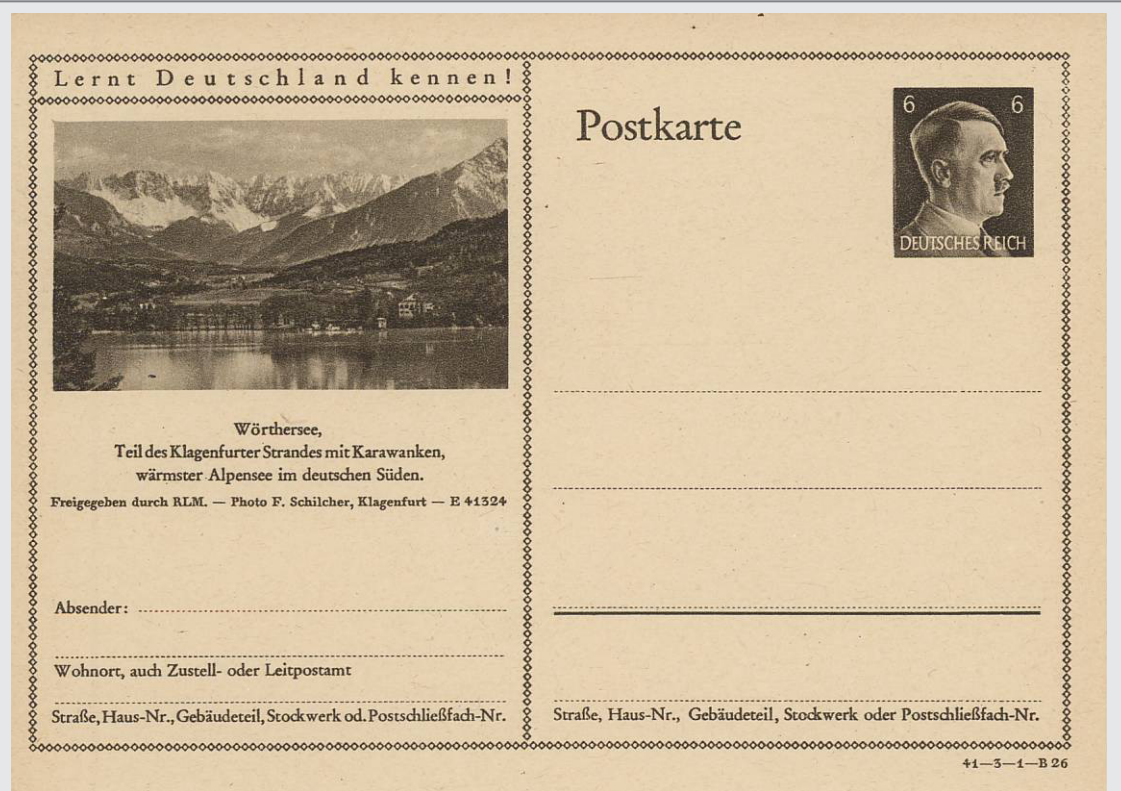 Lernt Deutschland kennen!
Postkarte
6 6
DEUTSCHES REICH
Wörthersee,
Teil des Klagenfurter Strandes mit Karawanken,
wärmster Alpensee im deutschen Süden.
Freigegeben durch RLM. — Photo F. Schilcher, Klagenfurt — E 41324
Absender:
Wohnort, auch Zustell- oder Leitpostamt
Straße, Haus-Nr., Gebäudeteil, Stockwerk od. Postschließfach-Nr.
Straße, Haus-Nr., Gebäudeteil, Stockwerk oder Postschließfach-Nr.
41—3—1—B 26